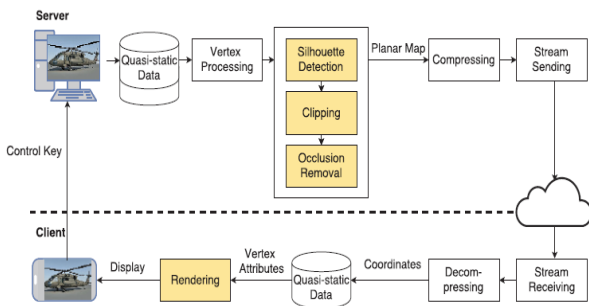 Server
Quasi-static
Data
Vertex
Processing
Silhouette
Detection
Clipping
Occlusion
Removal
Planar Map
Compressing
Stream
Sending
Control Key
Client
Display
Rendering
Vertex
Attributes
Quasi-static
Data
Coordinates
Decom-
pressing
Stream
Receiving